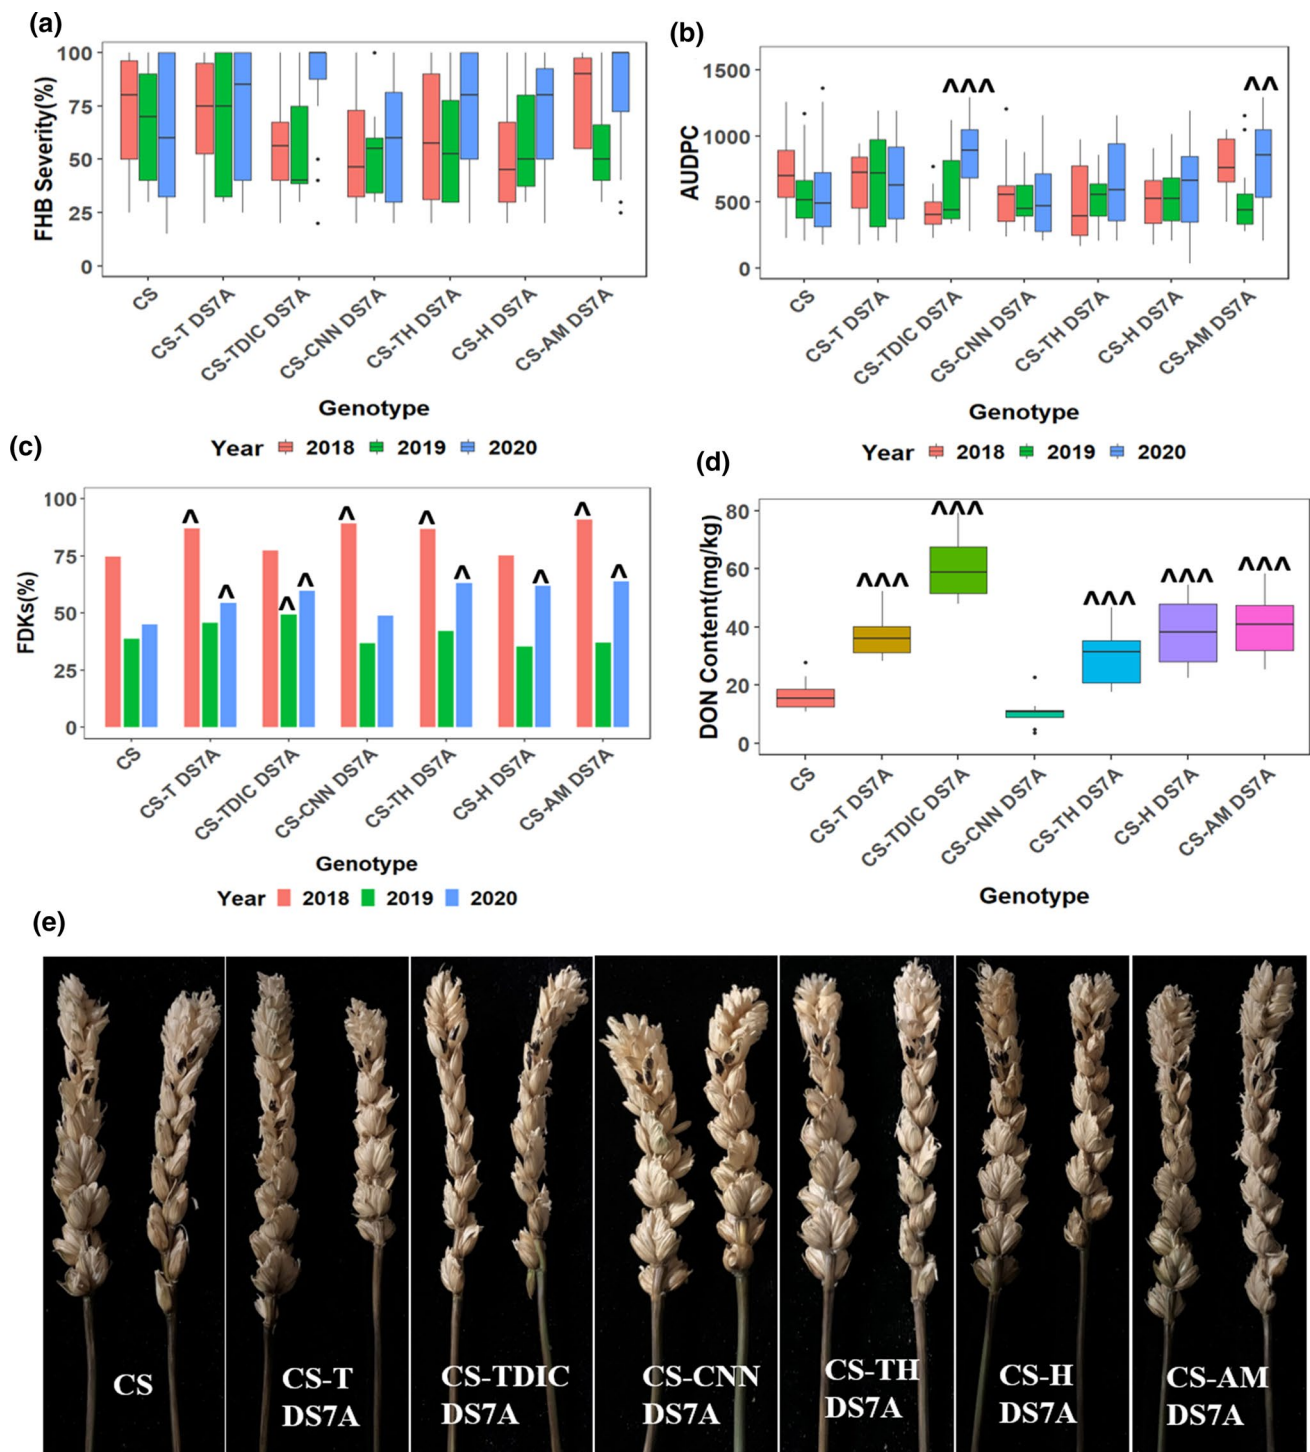 (a)
FHB Severity(%)
100
75
50
25
0
CS
CS-T DS7A
CS-TDIC DS7A
CS-CNN DS7A
CS-TH DS7A
CS-H DS7A
CS-AM DS7A
Genotype
Year 2018 2019 2020
(b)
AUDPC
1500
1000
500
0
^^^
^^
CS
CS-T DS7A
CS-TDIC DS7A
CS-CNN DS7A
CS-TH DS7A
CS-H DS7A
CS-AM DS7A
Genotype
Year 2018 2019 2020
(c)
FDKs(%)
100
75
50
25
0
^
^
^
^
^
^
^
^
^
^
CS
CS-T DS7A
CS-TDIC DS7A
CS-CNN DS7A
CS-TH DS7A
CS-H DS7A
CS-AM DS7A
Genotype
Year 2018 2019 2020
(d)
DON Content(mg/kg)
80
60
40
20
0
^^^
^^^
^^^
^^^
^^^
CS
CS-T DS7A
CS-TDIC DS7A
CS-CNN DS7A
CS-TH DS7A
CS-H DS7A
CS-AM DS7A
Genotype
(e)
CS
CS-T
DS7A
CS-TDIC
DS7A
CS-CNN
DS7A
CS-TH
DS7A
CS-H
DS7A
CS-AM
DS7A